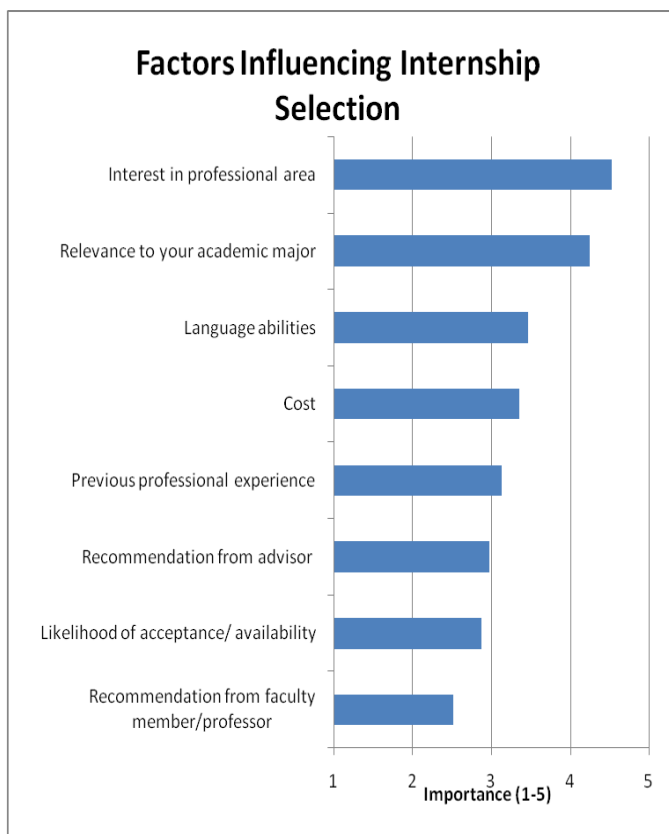 Factors Influencing Internship
Selection
Interest in professional area
Relevance to your academic major
Language abilities
Cost
Previous professional experience
Recommendation from advisor
Likelihood of acceptance/ availability
Recommendation from faculty
member/professor
1 2 3 4 5
Importance (1-5)